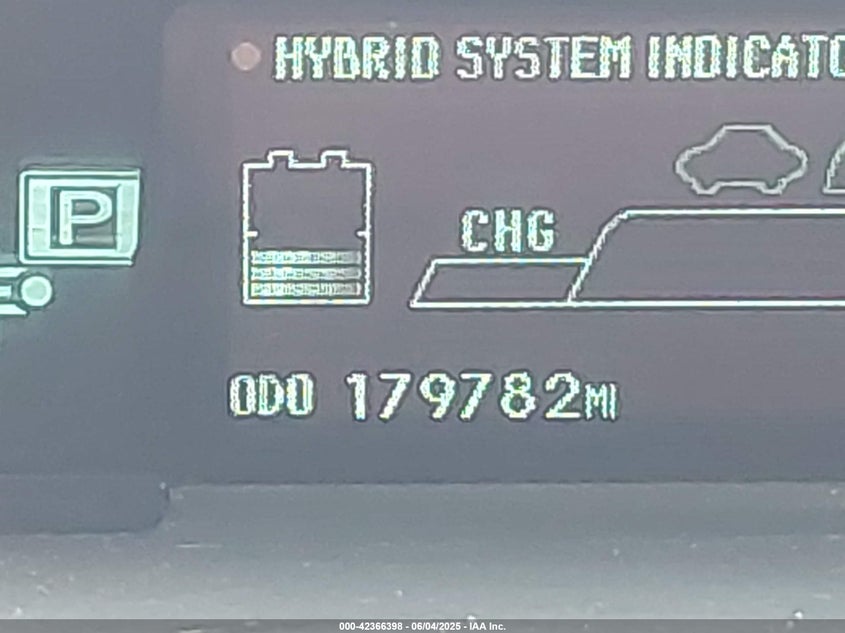 HYBRID SYSTEM INDICATO
P
CHG
ODO 179782MI
000-42366398 - 06/04/2025 - IAA Inc.